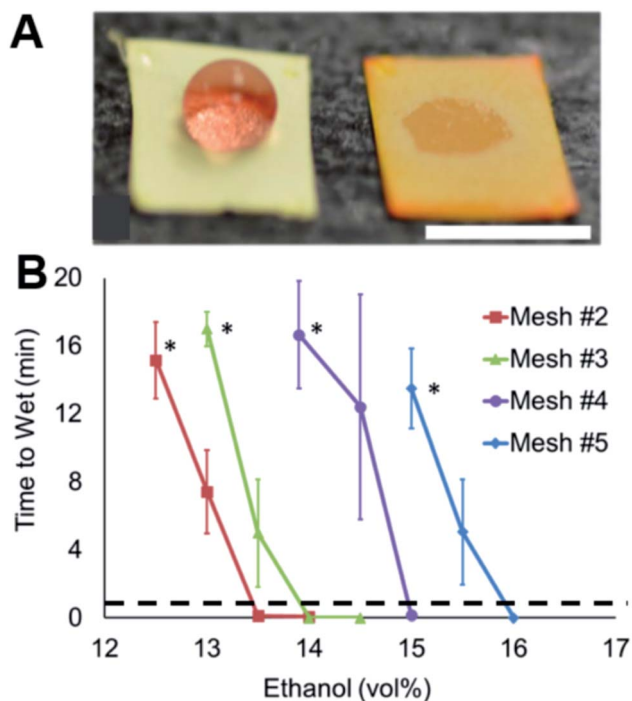 A
B
20
16
12
8
4
0
Time to Wet (min)
* * * *
Mesh #2
Mesh #3
Mesh #4
Mesh #5
12 13 14 15 16 17
Ethanol (vol%)